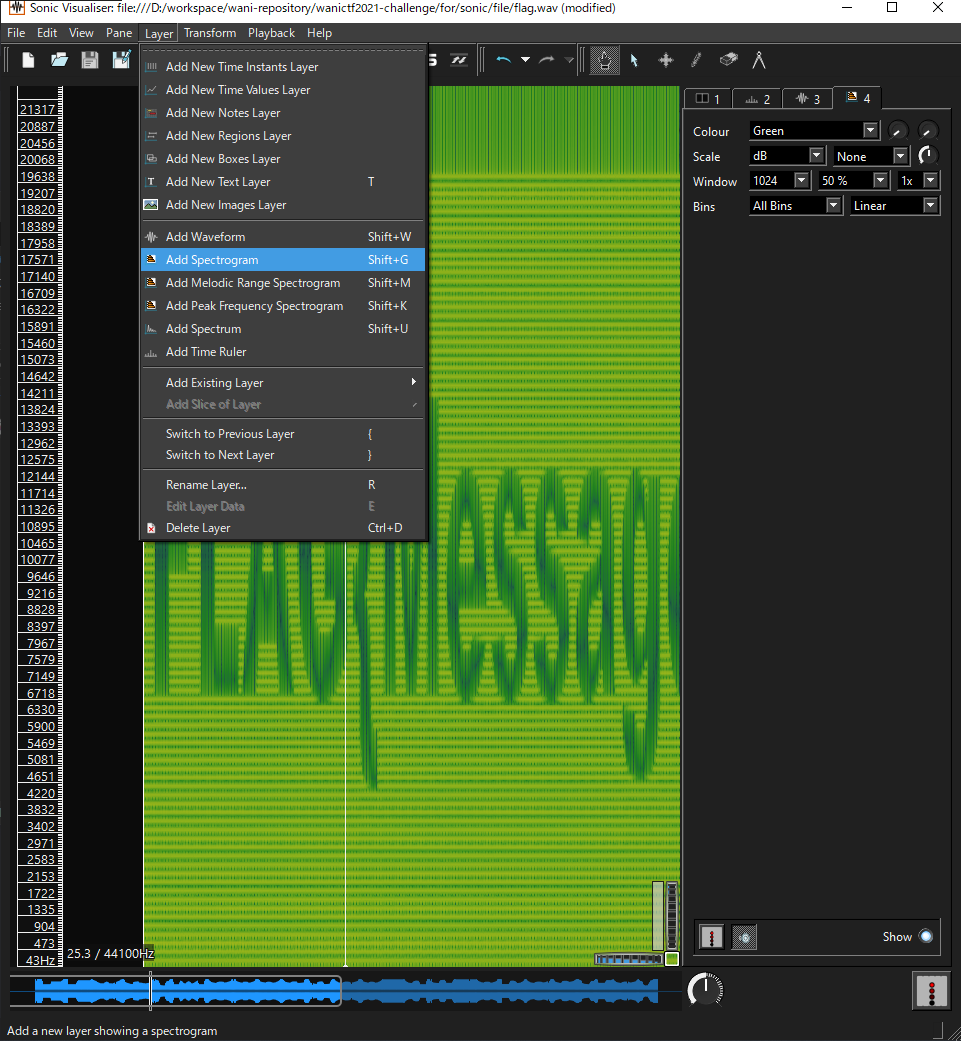 Sonic Visualiser: file:///D:/workspace/wani-repository/wanictf2021-challenge/for/sonic/file/flag.wav (modified)
File Edit View Pane Layer Transform Playback Help
Add New Time Instants Layer
Add New Time Values Layer
Add New Notes Layer
Add New Regions Layer
Add New Boxes Layer
Add New Text Layer T
Add New Images Layer
Add Waveform Shift+W
Add Spectrogram Shift+G
Add Melodic Range Spectrogram Shift+M
Add Peak Frequency Spectrogram Shift+K
Add Spectrum Shift+U
Add Time Ruler
Add Existing Layer
Add Slice of Layer
Switch to Previous Layer {
Switch to Next Layer }
Rename Layer... R
Edit Layer Data E
Delete Layer Ctrl+D
21317
20887
20456
20068
19638
19207
18820
18389
17958
17571
17140
16709
16322
15891
15460
15073
14642
14211
13824
13393
12962
12575
12144
11714
11326
10895
10465
10077
9646
9216
8828
8397
7967
7579
7149
6718
6330
5900
5469
5081
4651
4220
3832
3402
2971
2583
2153
1722
1335
904
473
43Hz
25.3 / 44100Hz
FLAG{Messag
1 2 3 4
Colour Green
Scale dB None
Window 1024 50 % 1x
Bins All Bins Linear
Show
Add a new layer showing a spectrogram